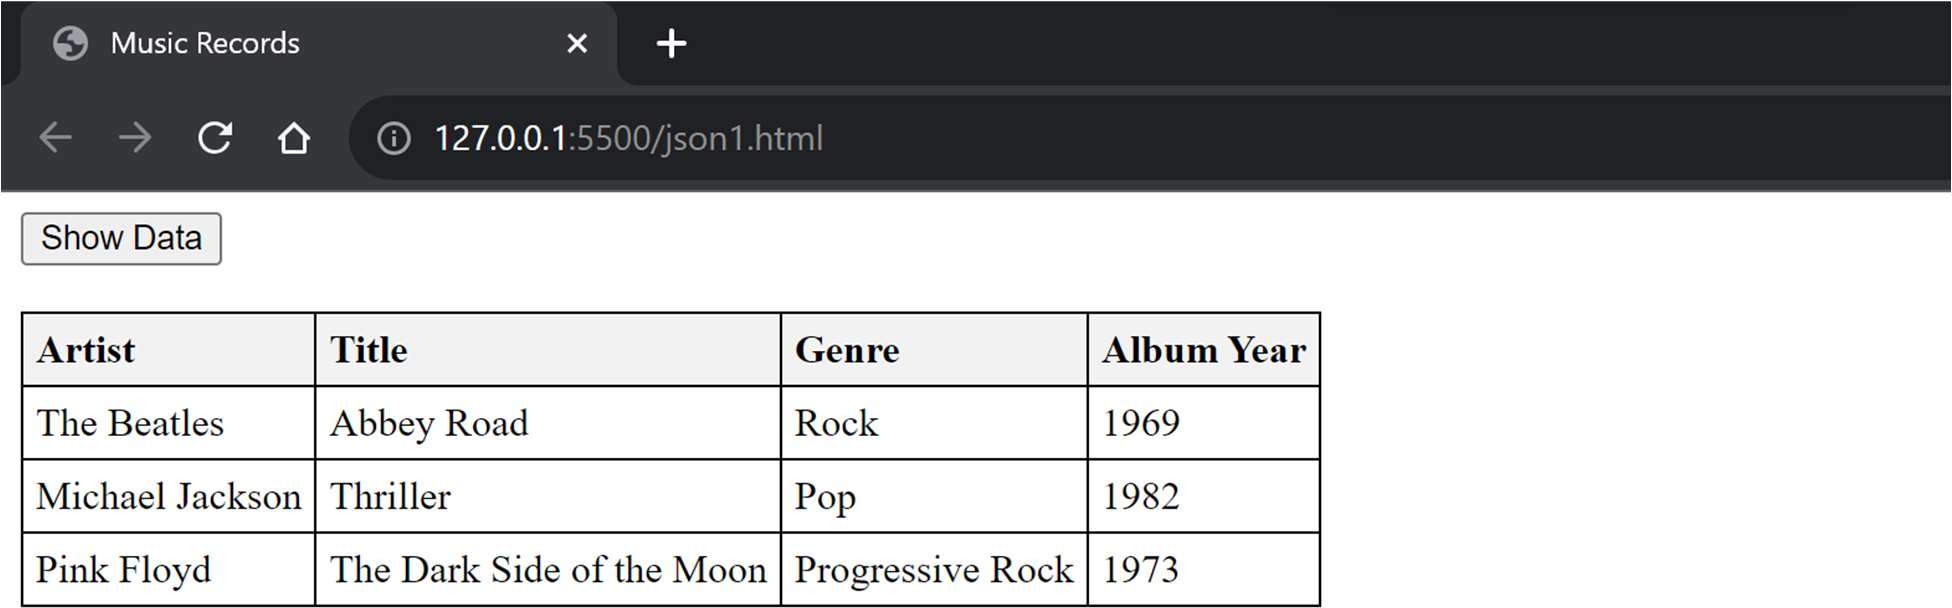 Music Records
127.0.0.1:5500/json1.html
Show Data
Artist Title Genre Album Year
The Beatles Abbey Road Rock 1969
Michael Jackson Thriller Pop 1982
Pink Floyd The Dark Side of the Moon Progressive Rock 1973